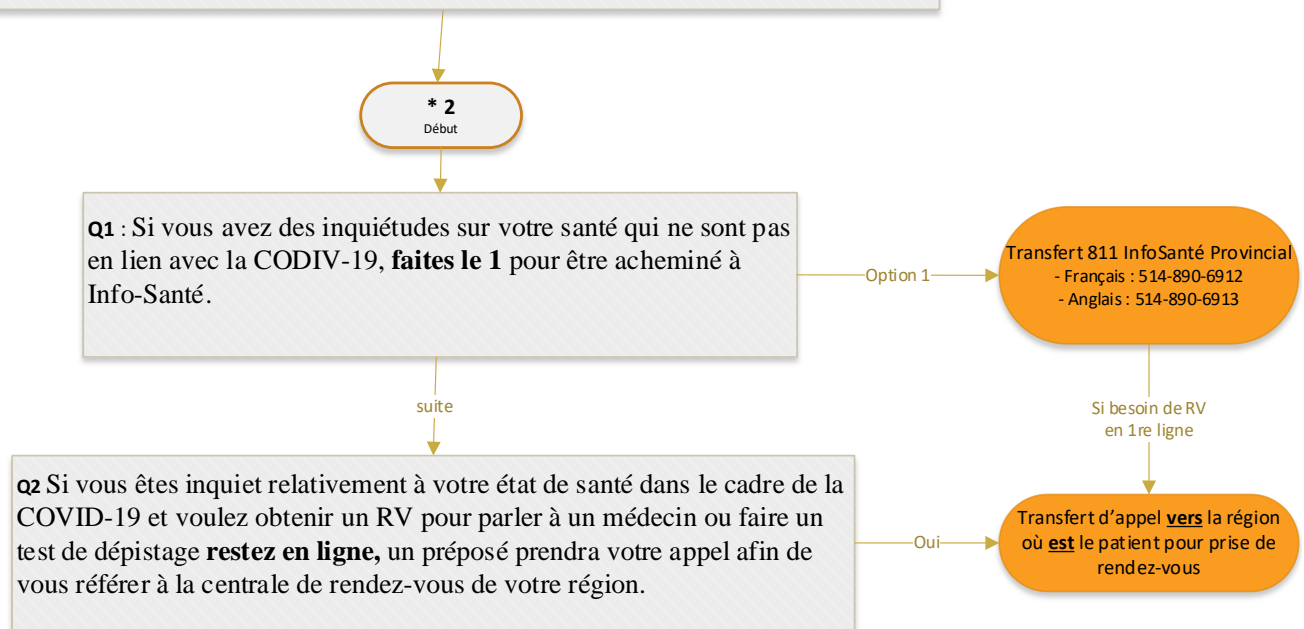 * 2
Début
Q1 : Si vous avez des inquiétudes sur votre santé qui ne sont pas
en lien avec la CODIV-19, faites le 1 pour être acheminé à
Info-Santé.
Option 1
Transfert 811 InfoSanté Provincial
- Français : 514-890-6912
- Anglais : 514-890-6913
suite
Si besoin de RV
en 1re ligne
Q2 Si vous êtes inquiet relativement à votre état de santé dans le cadre de la
COVID-19 et voulez obtenir un RV pour parler à un médecin ou faire un
test de dépistage restez en ligne, un préposé prendra votre appel afin de
vous référer à la centrale de rendez-vous de votre région.
Oui
Transfert d’appel vers la région
où est le patient pour prise de
rendez-vous